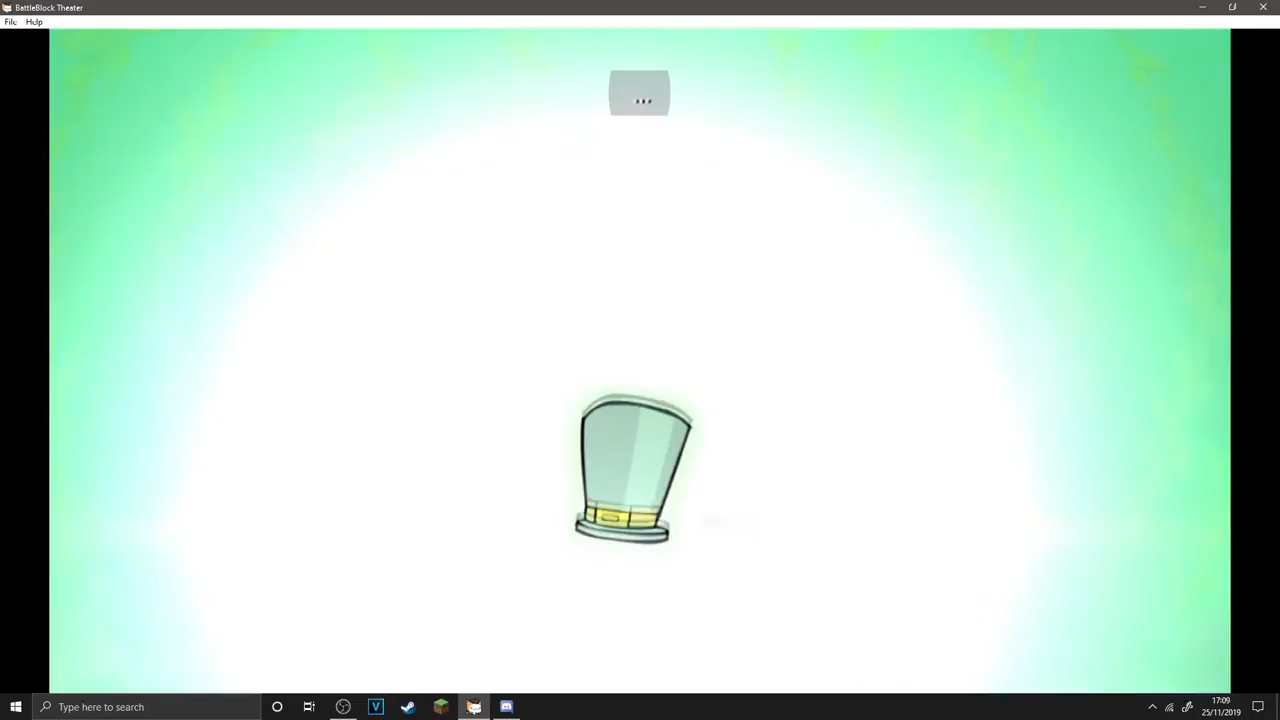 BattleBlock Theater
File Help
...
Type here to search
V
17:09
25/11/2019